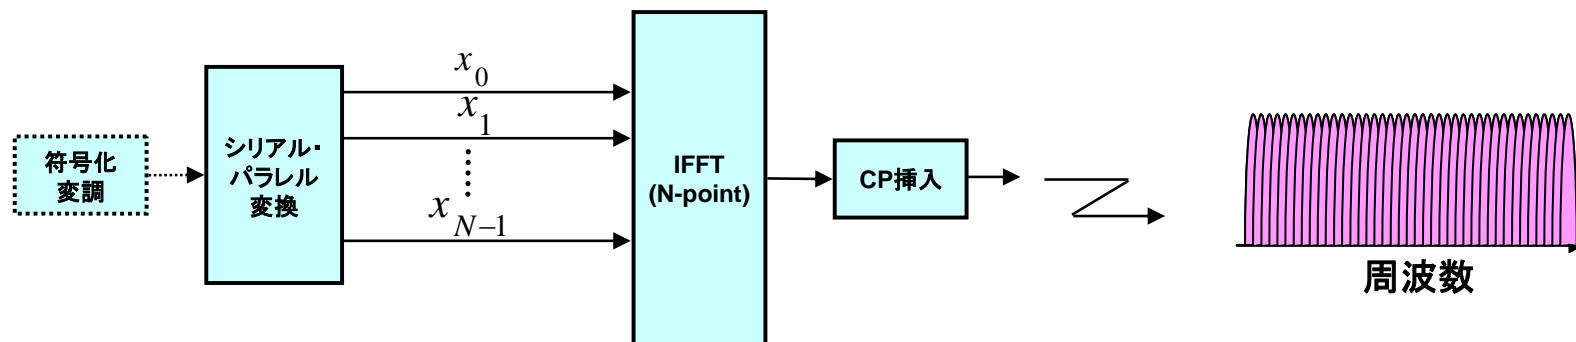 符号化
変調
シリアル・
パラレル
変換
x0
x1
xN−1
IFFT
(N-point)
CP挿入
周波数